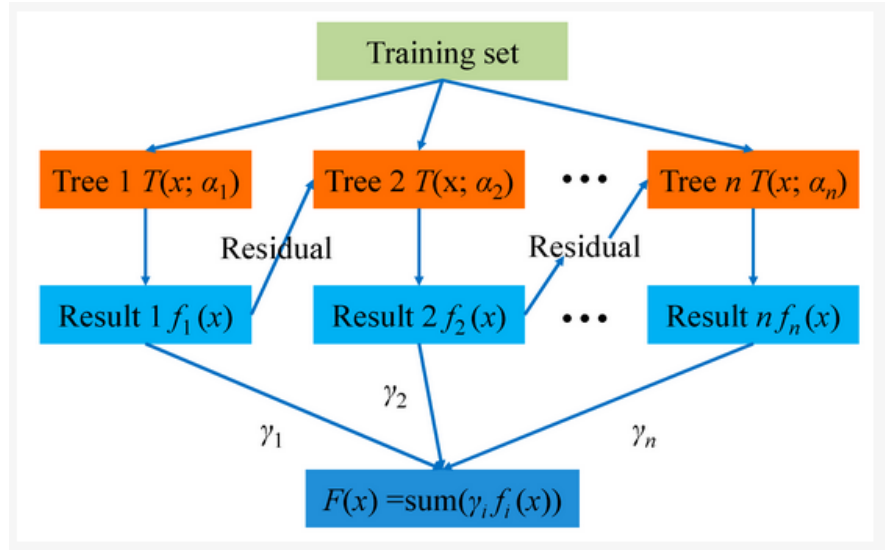 Training set
Tree 1 T(x; α₁)
Tree 2 T(x; α₂)
•••
Tree n T(x; αₙ)
Residual
Residual
Result 1 f₁(x)
Result 2 f₂(x)
•••
Result n fₙ(x)
γ₁
γ₂
γₙ
F(x) =sum(γᵢ fᵢ(x))